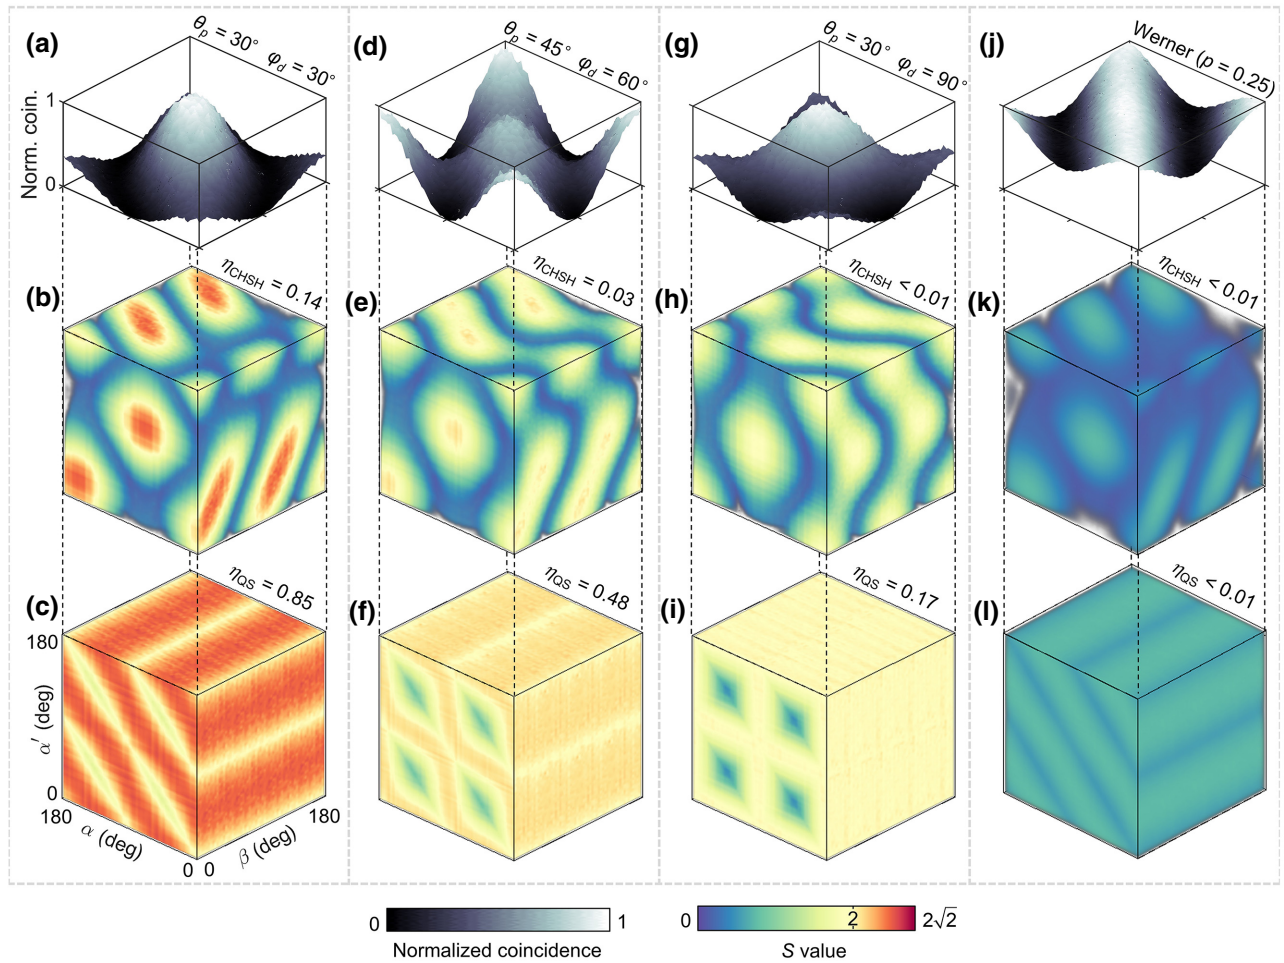 (a)
θp = 30° φd = 30°
Norm. coin.
1
0
(d)
θp = 45° φd = 60°
(g)
θp = 30° φd = 90°
(j)
Werner (p = 0.25)
(b)
ηCHSH = 0.14
(e)
ηCHSH = 0.03
(h)
ηCHSH < 0.01
(k)
ηCHSH < 0.01
(c)
ηQS = 0.85
(f)
ηQS = 0.48
(i)
ηQS = 0.17
(l)
ηQS < 0.01
180
α′ (deg)
0
180
α (deg)
0
0
β (deg)
180
0
1
Normalized coincidence
0
2
2√2
S value